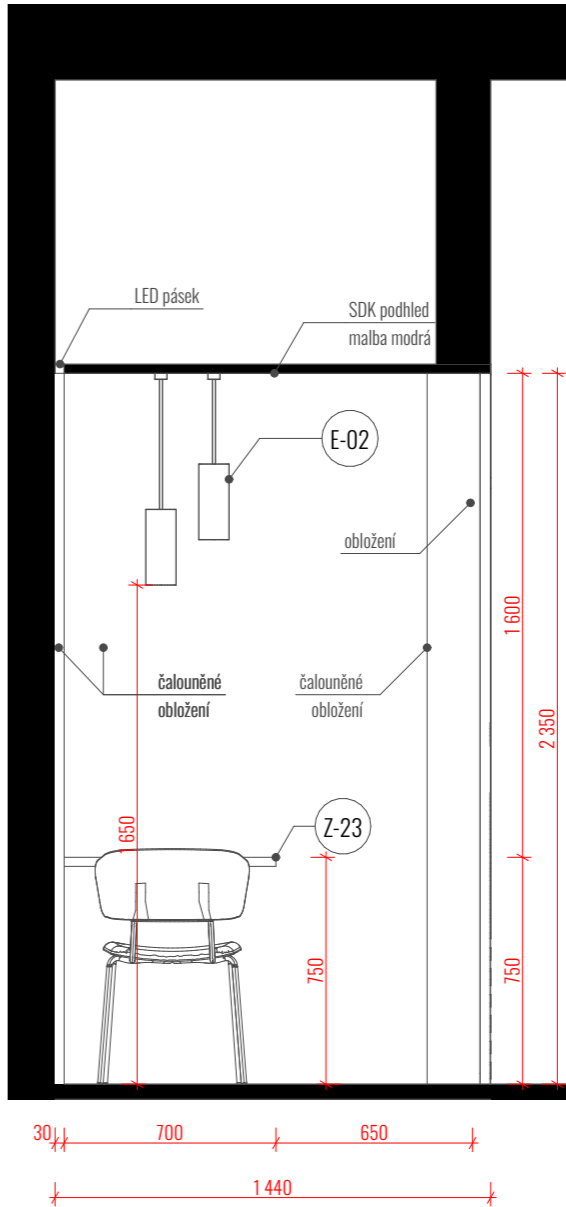 LED pásek
SDK podhled
malba modrá
E-02
obložení
1 600
2 350
čalouněné
obložení
čalouněné
obložení
1 650
Z-23
750
750
30
700
650
1 440